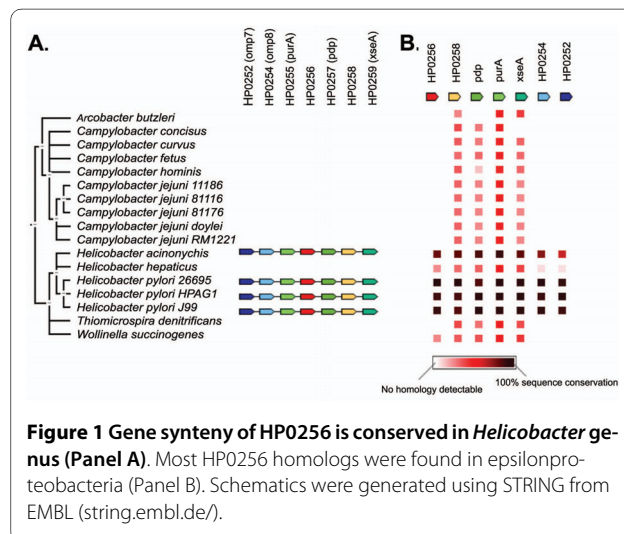 A.
B.
HP0252 (omp7)
HP0254 (omp8)
HP0255 (purA)
HP0256
HP0257 (pdp)
HP0258
HP0259 (xseA)
HP0256
HP0258
pdp
purA
xseA
HP0254
HP0252
Arcobacter butzleri
Campylobacter concisus
Campylobacter curvus
Campylobacter fetus
Campylobacter hominis
Campylobacter jejuni 11186
Campylobacter jejuni 81116
Campylobacter jejuni 81176
Campylobacter jejuni doylei
Campylobacter jejuni RM1221
Helicobacter acinonychis
Helicobacter hepaticus
Helicobacter pylori 26695
Helicobacter pylori HPAG1
Helicobacter pylori J99
Thiomicrospira denitrificans
Wollinella succinogenes
No homology detectable
100% sequence conservation
Figure 1 Gene synteny of HP0256 is conserved in Helicobacter ge-
nus (Panel A). Most HP0256 homologs were found in epsilonpro-
teobacteria (Panel B). Schematics were generated using STRING from
EMBL (string.embl.de/).